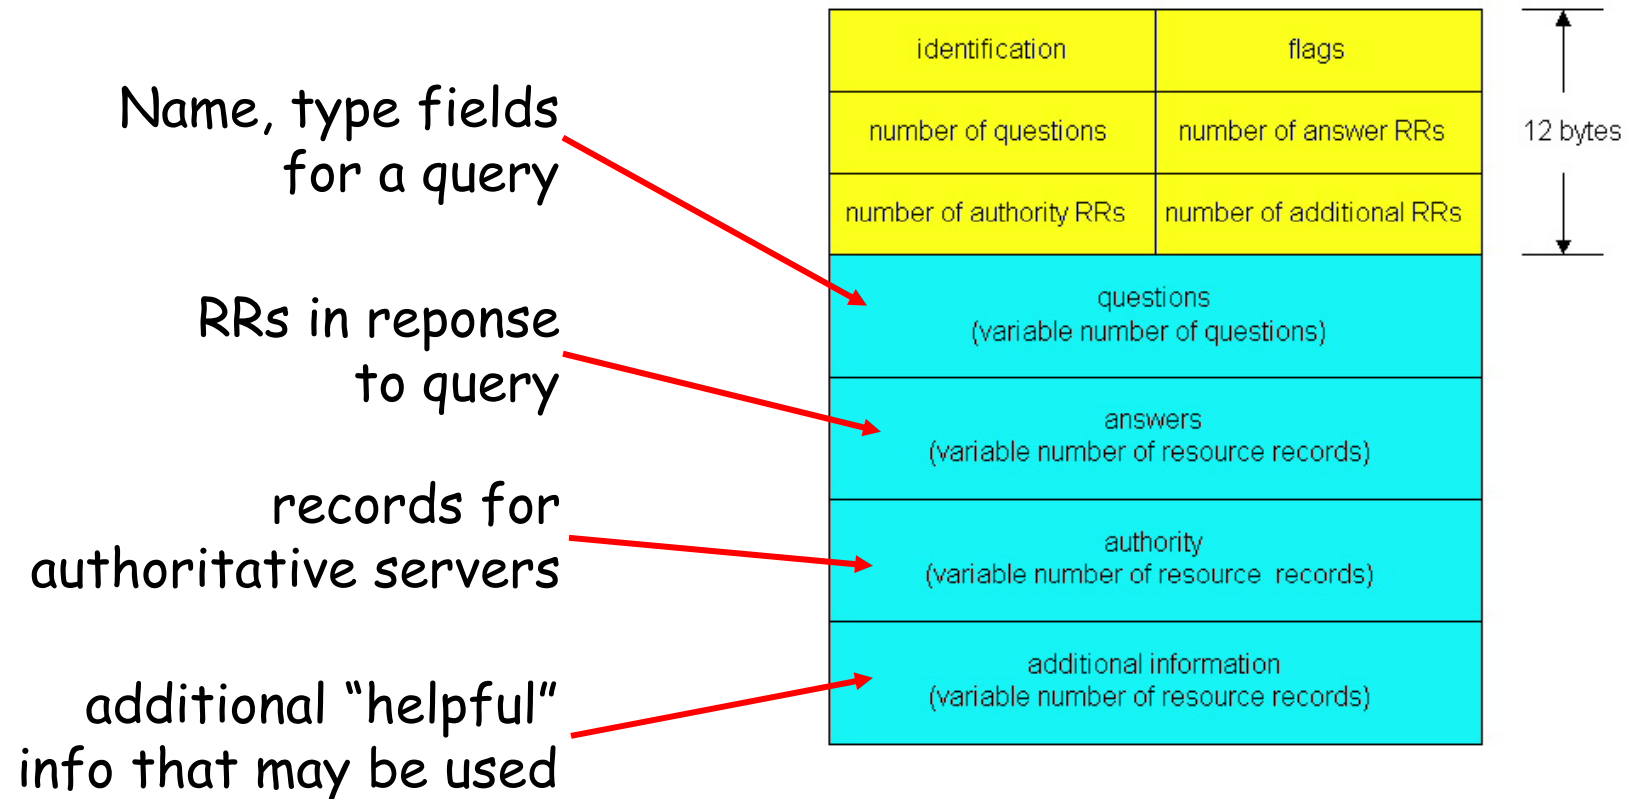 Name, type fields
for a query
RRs in reponse
to query
records for
authoritative servers
additional “helpful”
info that may be used
identification
flags
number of questions
number of answer RRs
number of authority RRs
number of additional RRs
12 bytes
questions
(variable number of questions)
answers
(variable number of resource records)
authority
(variable number of resource records)
additional information
(variable number of resource records)